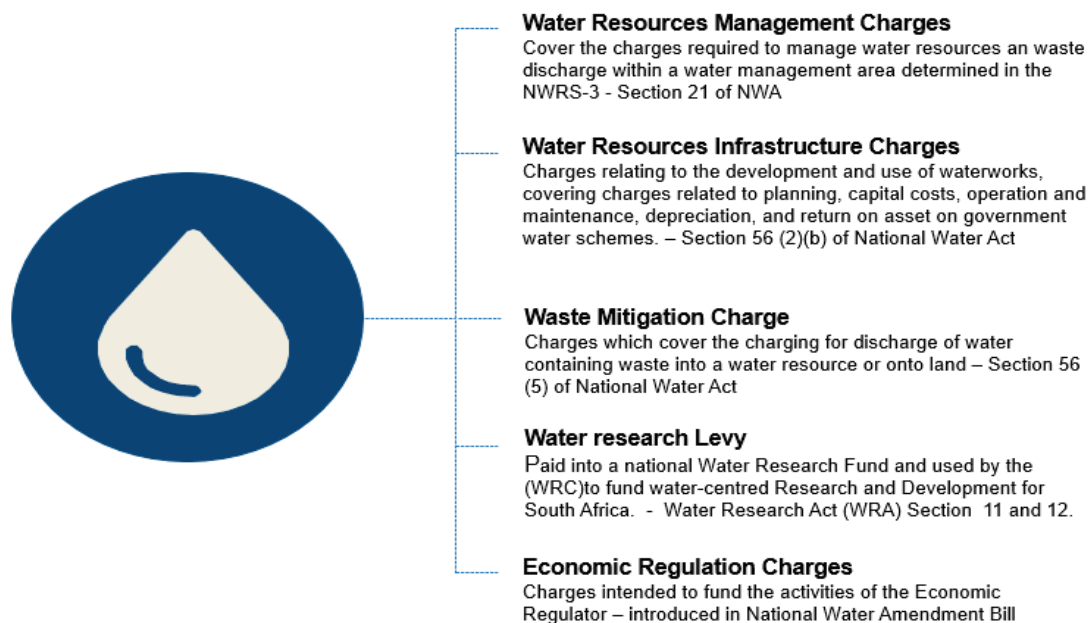 Water Resources Management Charges
Cover the charges required to manage water resources an waste
discharge within a water management area determined in the
NWRS-3 - Section 21 of NWA
Water Resources Infrastructure Charges
Charges relating to the development and use of waterworks,
covering charges related to planning, capital costs, operation and
maintenance, depreciation, and return on asset on government
water schemes. – Section 56 (2)(b) of National Water Act
Waste Mitigation Charge
Charges which cover the charging for discharge of water
containing waste into a water resource or onto land – Section 56
(5) of National Water Act
Water research Levy
Paid into a national Water Research Fund and used by the
(WRC)to fund water-centred Research and Development for
South Africa. - Water Research Act (WRA) Section 11 and 12.
Economic Regulation Charges
Charges intended to fund the activities of the Economic
Regulator – introduced in National Water Amendment Bill